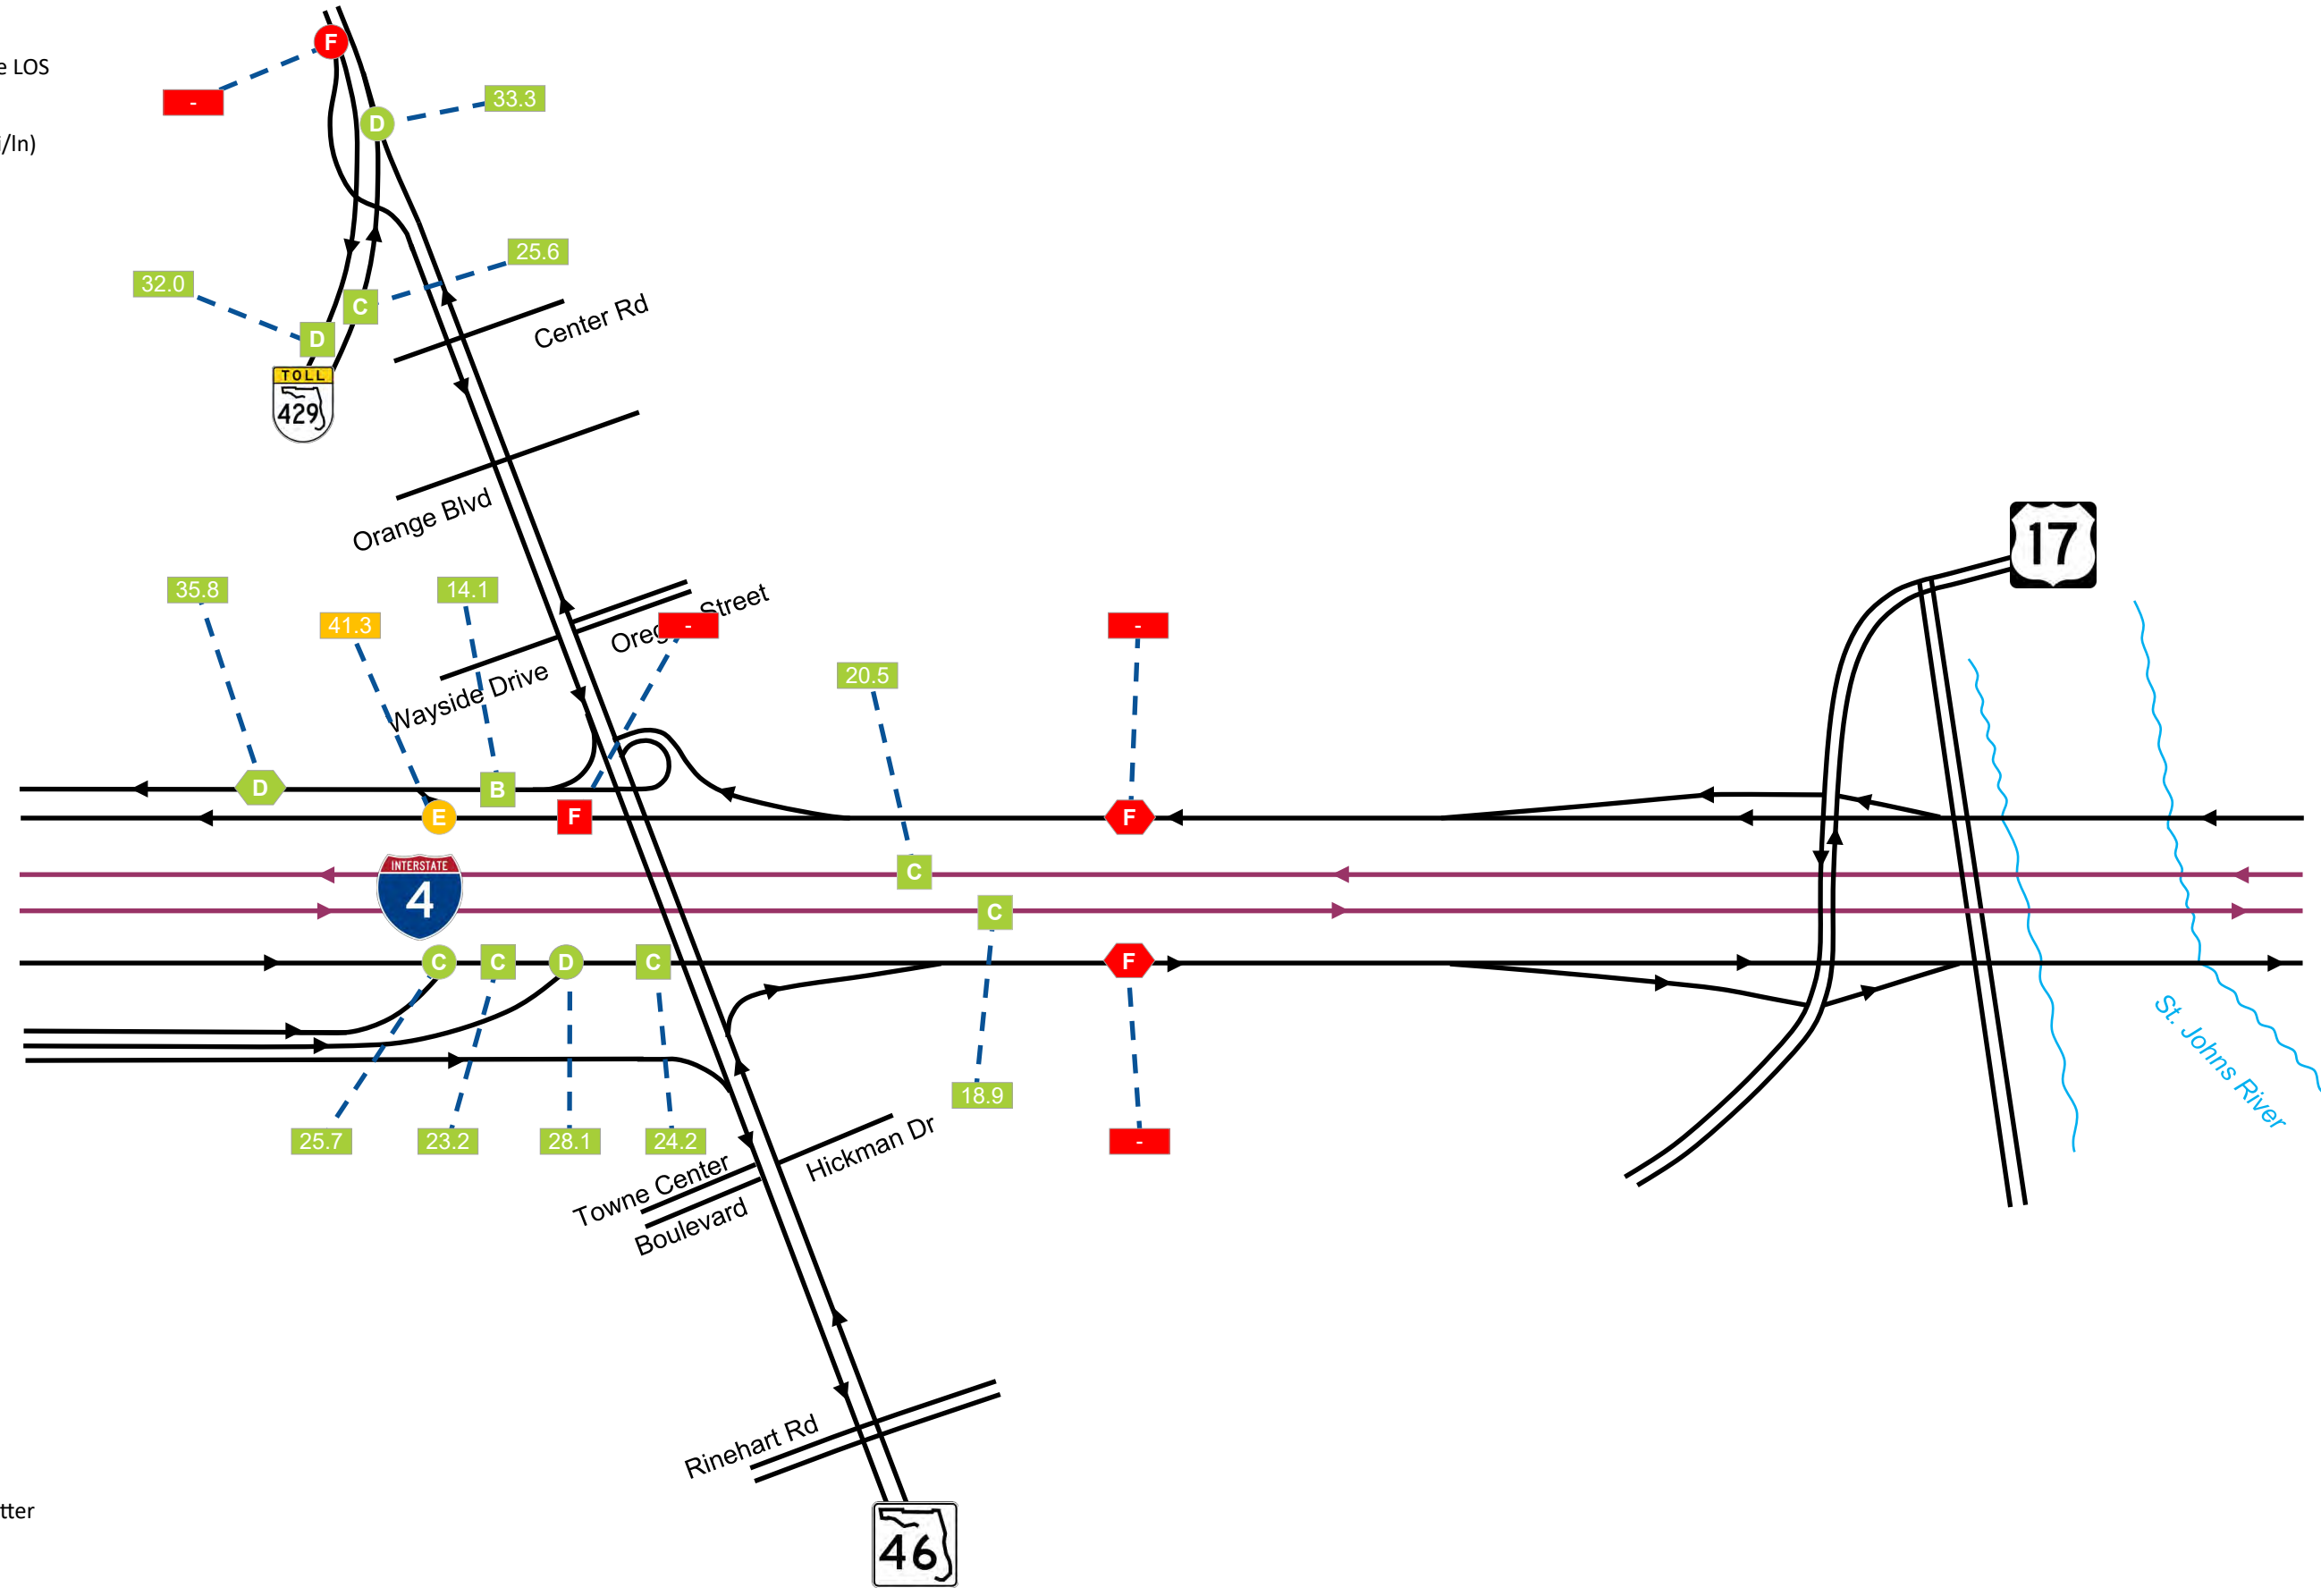 F
e LOS
33.3
-
D
i/ln)
25.6
32.0
C
Center Rd
D
TOLL
429
Orange Blvd
17
35.8
14.1
Street
41.3
-
-
Oreg
20.5
Wayside Drive
D
B
E
F
F
C
INTERSTATE
4
C
C
C
D
C
F
St. Johns River
18.9
25.7
23.2
28.1
24.2
-
Hickman Dr
Towne Center
Boulevard
Rinehart Rd
tter
46